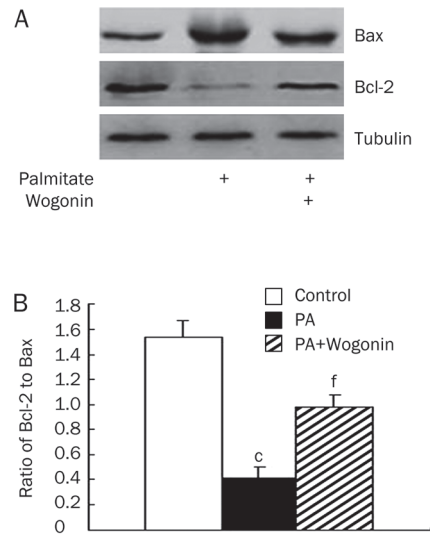 A
Bax
Bcl-2
Tubulin
Palmitate + +
Wogonin +
B
Control
PA
PA+Wogonin
Ratio of Bcl-2 to Bax
1.8
1.6
1.4
1.2
1.0
0.8
0.6
0.4
0.2
0
c
f